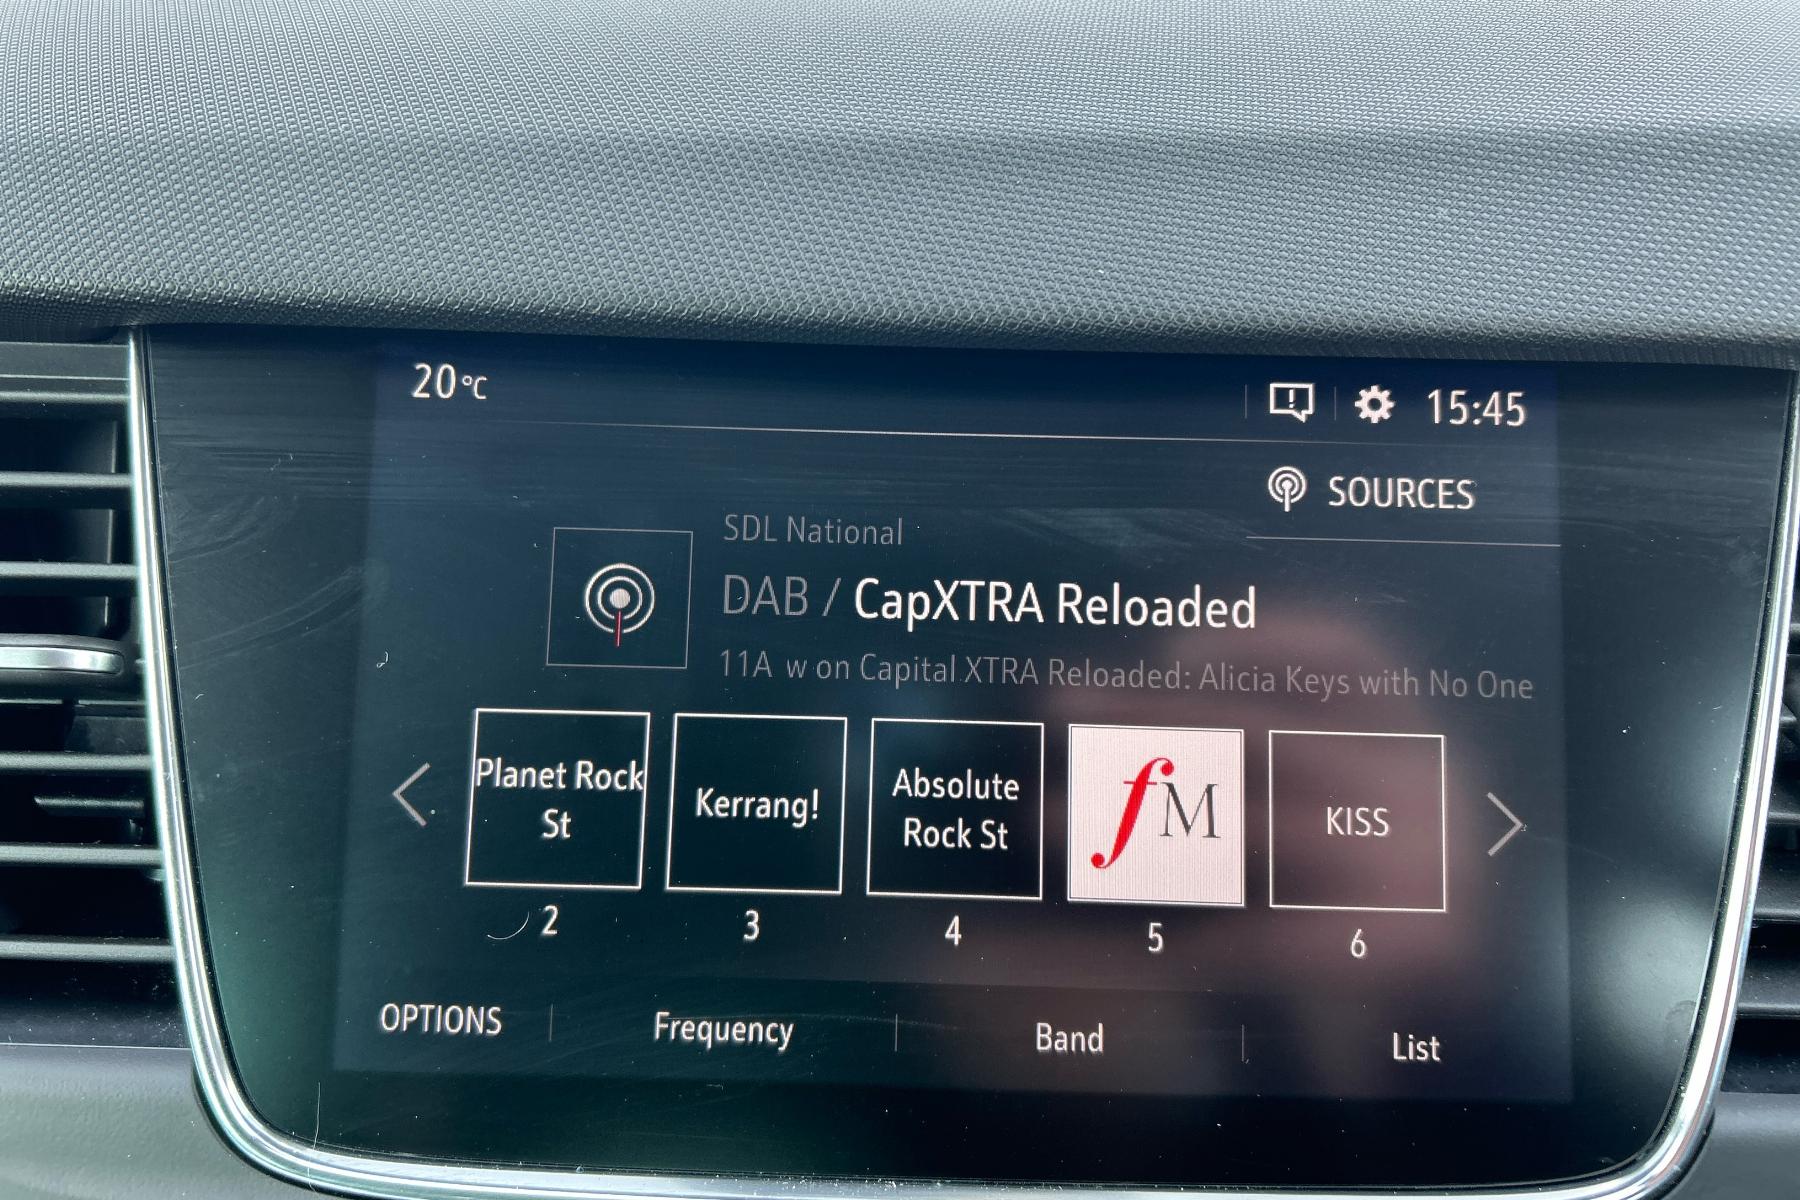 20°C
15:45
SOURCES
SDL National
DAB / CapXTRA Reloaded
11A w on Capital XTRA Reloaded: Alicia Keys with No One
Planet Rock
St
Kerrang!
Absolute
Rock St
fM
KISS
2
3
4
5
6
OPTIONS
Frequency
Band
List